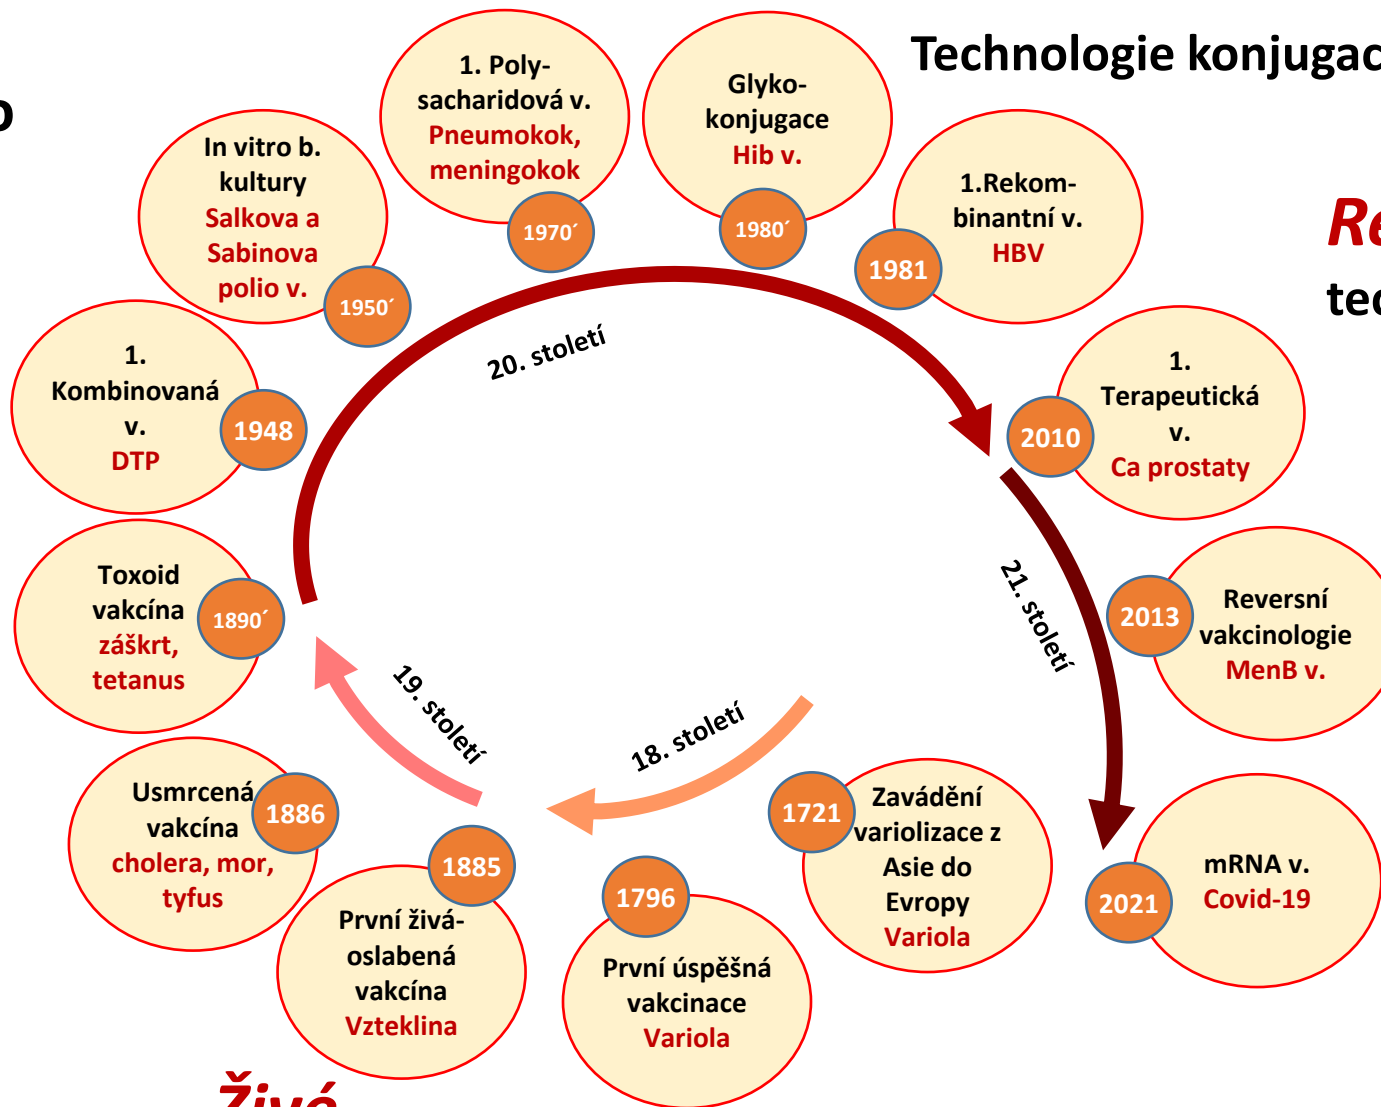 Technologie konjugac
o
Re
tec
1. Poly-
sacharidová v.
Pneumokok,
meningokok
1970´
Glyko-
konjugace
Hib v.
1980´
In vitro b.
kultury
Salkova a
Sabinova
polio v.
1950´
1.Rekom-
binantní v.
HBV
1981
1.
Kombinovaná
v.
DTP
1948
20. století
1.
Terapeutická
v.
Ca prostaty
2010
Toxoid
vakcína
záškrt,
tetanus
1890´
21. století
Reversní
vakcinologie
MenB v.
2013
19. století
18. století
Usmrcená
vakcína
cholera, mor,
tyfus
1886
První živá-
oslabená
vakcína
Vzteklina
1885
První úspěšná
vakcinace
Variola
1796
Zavádění
variolizace z
Asie do
Evropy
Variola
1721
mRNA v.
Covid-19
2021
Živé